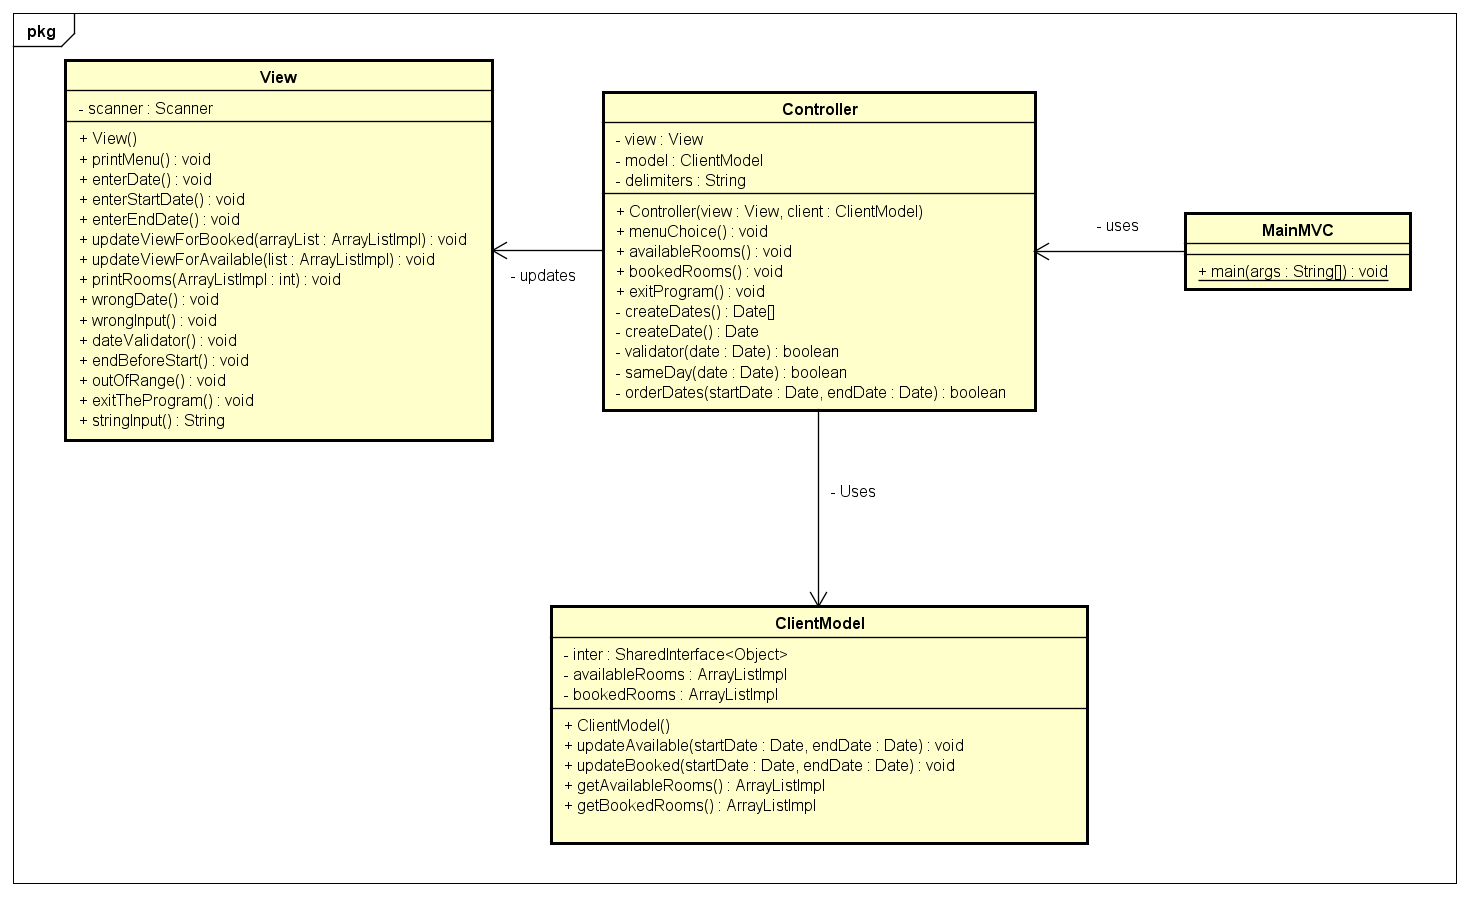 pkg
View
- scanner : Scanner
+ View()
+ printMenu() : void
+ enterDate() : void
+ enterStartDate() : void
+ enterEndDate() : void
+ updateViewForBooked(arrayList : ArrayListImpl) : void
+ updateViewForAvailable(list : ArrayListImpl) : void
+ printRooms(ArrayListImpl : int) : void
+ wrongDate() : void
+ wrongInput() : void
+ dateValidator() : void
+ endBeforeStart() : void
+ outOfRange() : void
+ exitTheProgram() : void
+ stringInput() : String
- updates
Controller
- view : View
- model : ClientModel
- delimiters : String
+ Controller(view : View, client : ClientModel)
+ menuChoice() : void
+ availableRooms() : void
+ bookedRooms() : void
+ exitProgram() : void
- createDates() : Date[]
- createDate() : Date
- validator(date : Date) : boolean
- sameDay(date : Date) : boolean
- orderDates(startDate : Date, endDate : Date) : boolean
- uses
MainMVC
+ main(args : String[]) : void
- Uses
ClientModel
- inter : SharedInterface<Object>
- availableRooms : ArrayListImpl
- bookedRooms : ArrayListImpl
+ ClientModel()
+ updateAvailable(startDate : Date, endDate : Date) : void
+ updateBooked(startDate : Date, endDate : Date) : void
+ getAvailableRooms() : ArrayListImpl
+ getBookedRooms() : ArrayListImpl